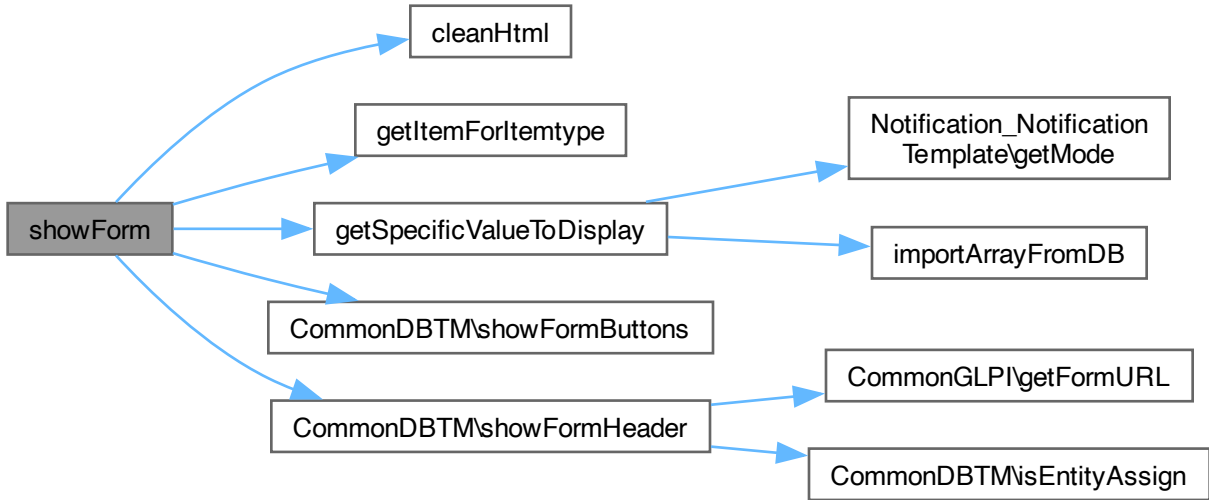 cleanHtml
getItemForItemtype
Notification_Notification
Template\getMode
showForm
getSpecificValueToDisplay
importArrayFromDB
CommonDBTM\showFormButtons
CommonGLPI\getFormURL
CommonDBTM\showFormHeader
CommonDBTM\isEntityAssign